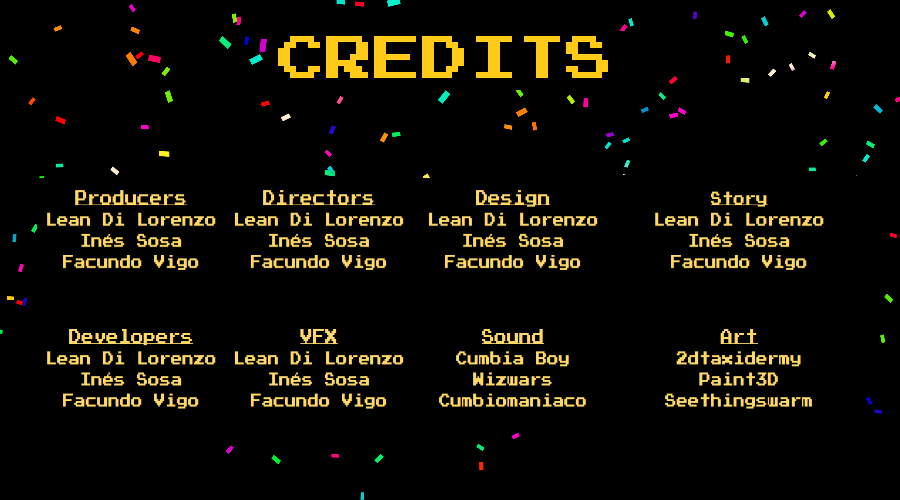 CREDITS
Producers
Lean Di Lorenzo
Inés Sosa
Facundo Vigo
Directors
Lean Di Lorenzo
Inés Sosa
Facundo Vigo
Design
Lean Di Lorenzo
Inés Sosa
Facundo Vigo
Story
Lean Di Lorenzo
Inés Sosa
Facundo Vigo
Developers
Lean Di Lorenzo
Inés Sosa
Facundo Vigo
VFX
Lean Di Lorenzo
Inés Sosa
Facundo Vigo
Sound
Cumbia Boy
Wizwars
Cumbiomaniaco
Art
2dtaxidermy
Paint3D
Seethingswarm